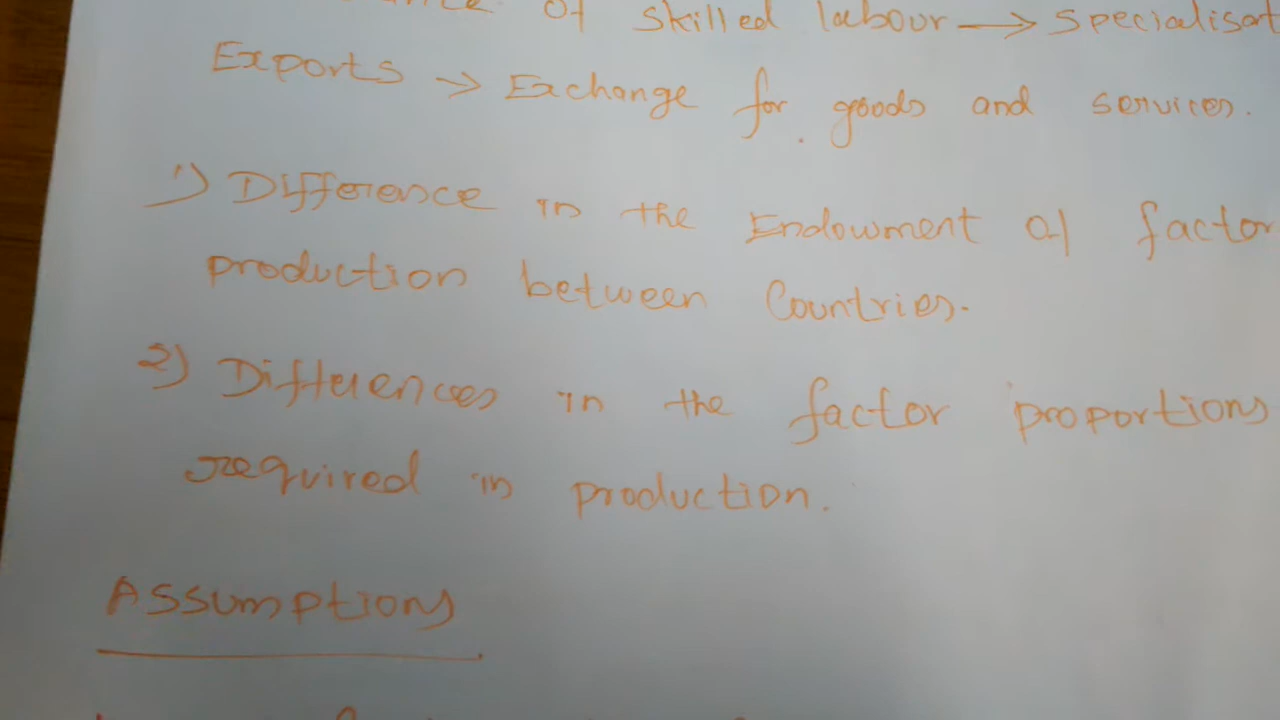 of skilled labour → specialisat
Exports → Exchange for goods and services.
1) Difference in the Endowment of factor
production between Countries.
2) Differences in the factor proportions
required in production.
Assumptions